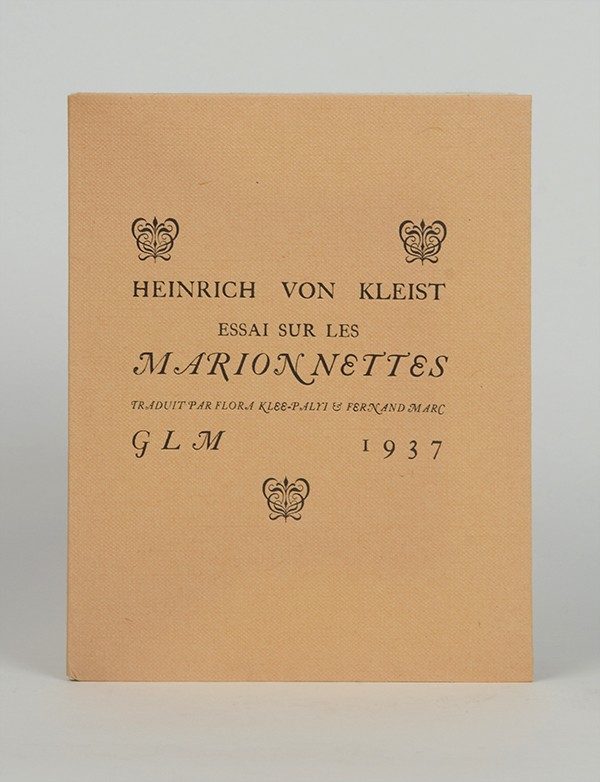 HEINRICH VON KLEIST
ESSAI SUR LES
MARIONNETTES
TRADUIT PAR FLORA KLEE-PALYI & FERNAND MARC
GLM 1937